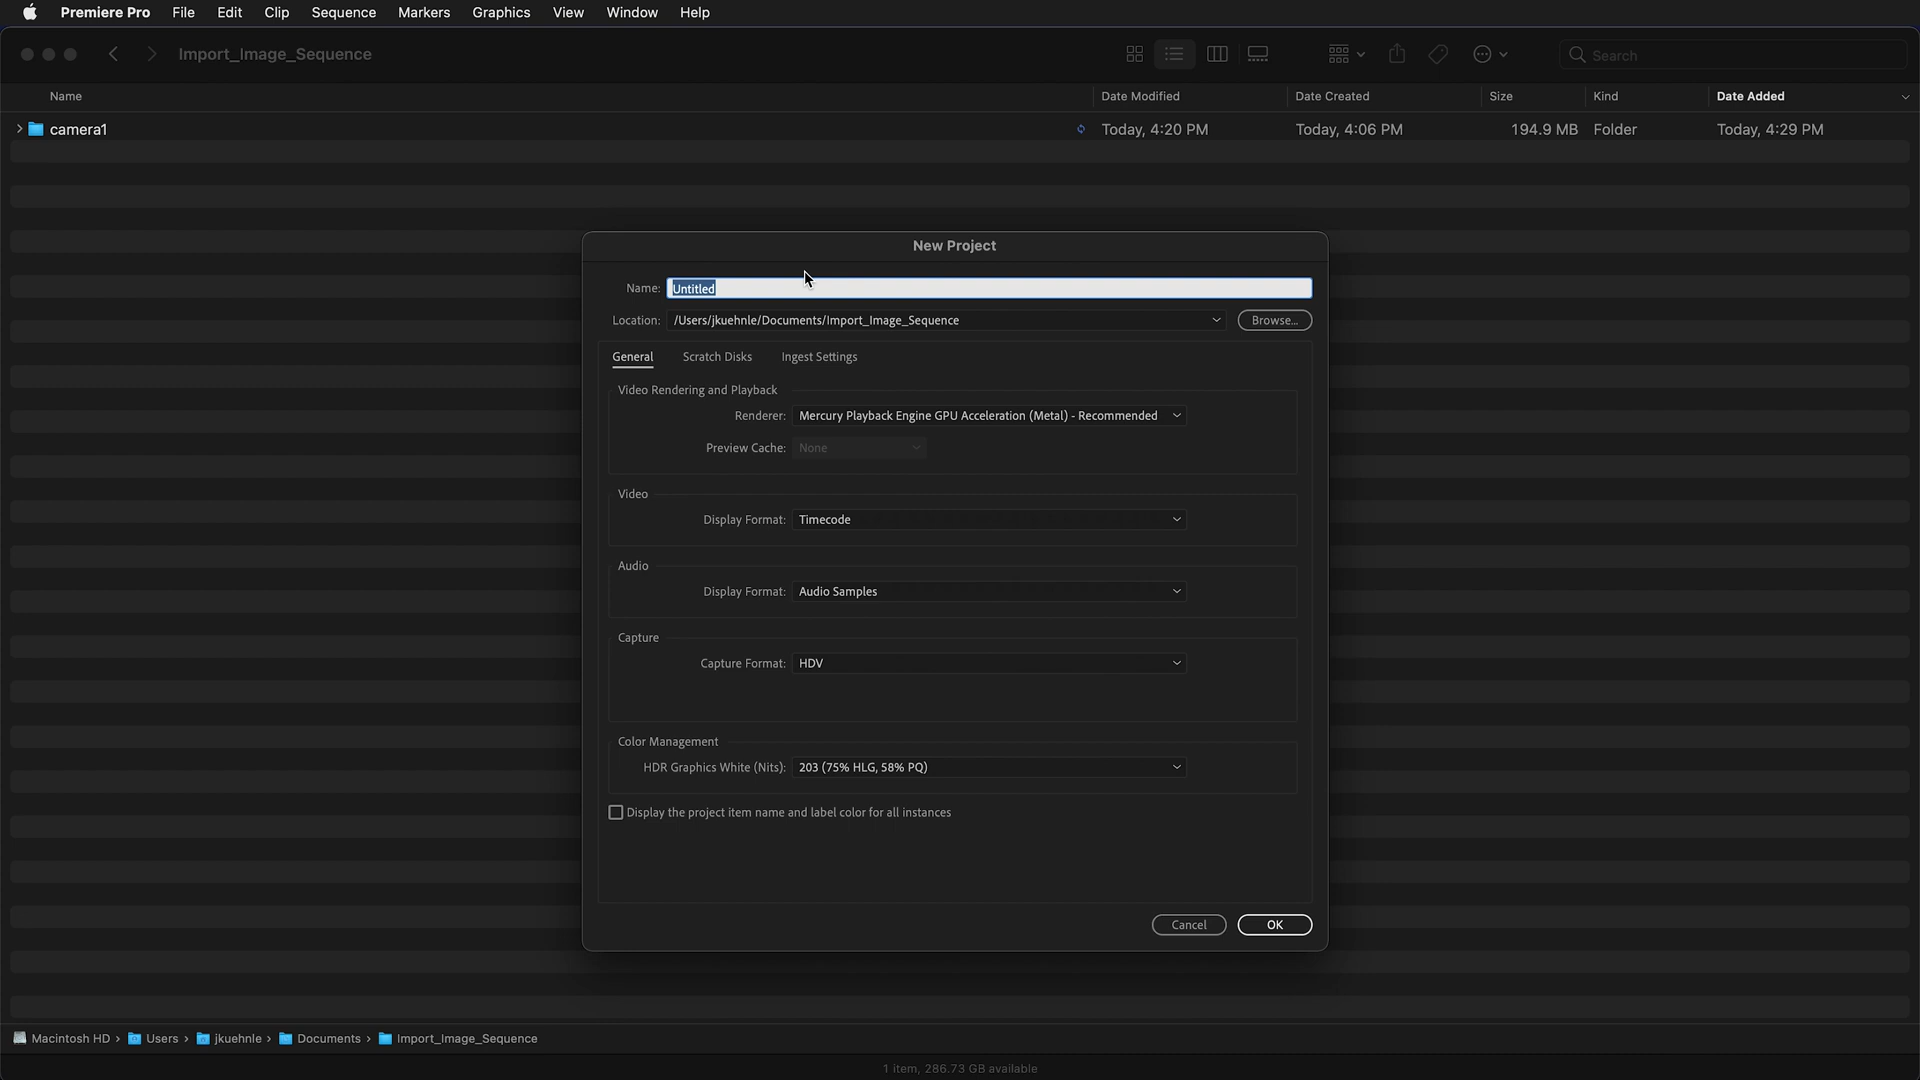 Premiere Pro File Edit Clip Sequence Markers Graphics View Window Help
Import_Image_Sequence Search
Name Date Modified Date Created Size Kind Date Added
camera1 Today, 4:20 PM Today, 4:06 PM 194.9 MB Folder Today, 4:29 PM
New Project
Name: Untitled
Location: /Users/jkuehnle/Documents/Import_Image_Sequence Browse...
General Scratch Disks Ingest Settings
Video Rendering and Playback
Renderer: Mercury Playback Engine GPU Acceleration (Metal) - Recommended
Preview Cache: None
Video
Display Format: Timecode
Audio
Display Format: Audio Samples
Capture
Capture Format: HDV
Color Management
HDR Graphics White (Nits): 203 (75% HLG, 58% PQ)
Display the project item name and label color for all instances
Cancel OK
Macintosh HD › Users › jkuehnle › Documents › Import_Image_Sequence
1 item, 286.73 GB available